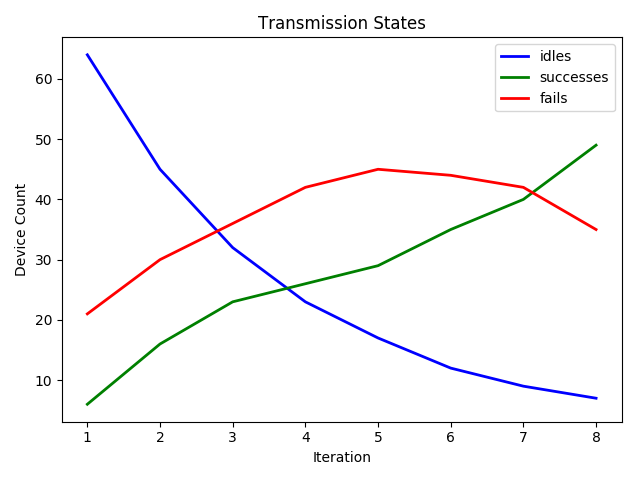 Transmission States
idles
successes
fails
60
50
40
30
20
10
Device Count
1 2 3 4 5 6 7 8
Iteration